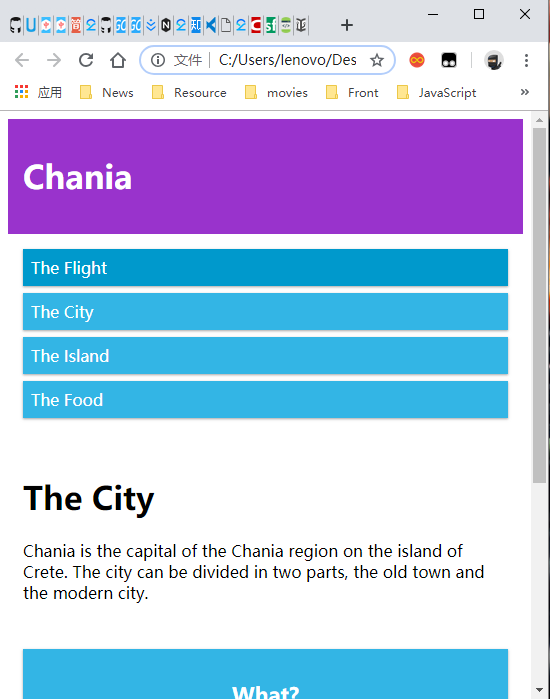 文件 C:/Users/lenovo/Des
应用 News Resource movies Front JavaScript »
Chania
The Flight
The City
The Island
The Food
The City
Chania is the capital of the Chania region on the island of
Crete. The city can be divided in two parts, the old town and
the modern city.
What?